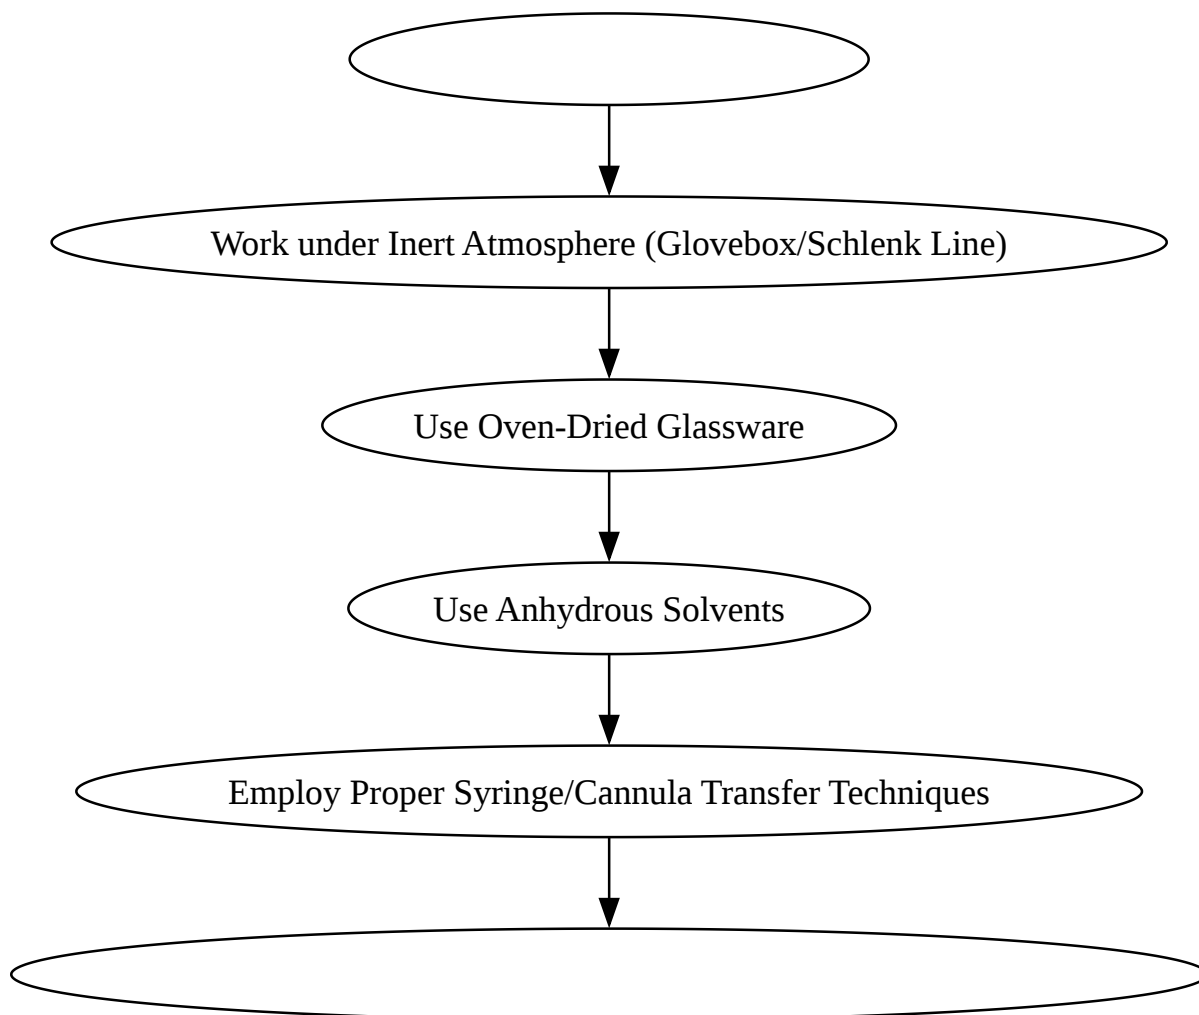 Work under Inert Atmosphere (Glovebox/Schlenk Line)
Use Oven-Dried Glassware
Use Anhydrous Solvents
Employ Proper Syringe/Cannula Transfer Techniques